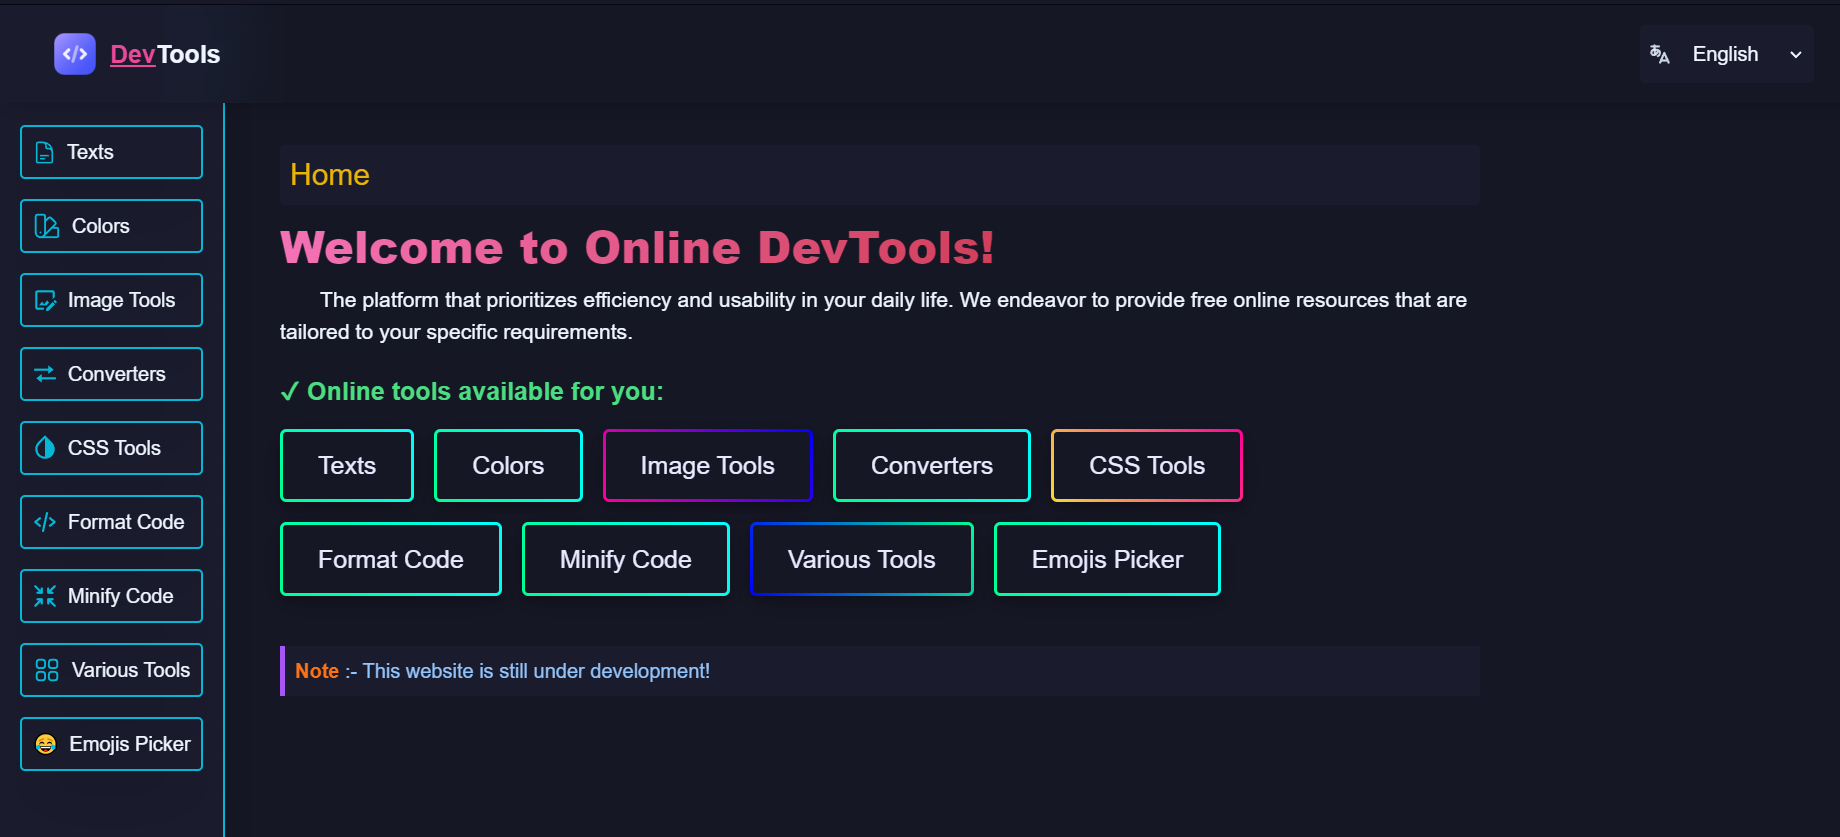 DevTools
English
Texts
Colors
Image Tools
Converters
CSS Tools
Format Code
Minify Code
Various Tools
Emojis Picker
Home
Welcome to Online DevTools!
The platform that prioritizes efficiency and usability in your daily life. We endeavor to provide free online resources that are
tailored to your specific requirements.
✓ Online tools available for you:
Texts Colors Image Tools Converters CSS Tools
Format Code Minify Code Various Tools Emojis Picker
Note :- This website is still under development!